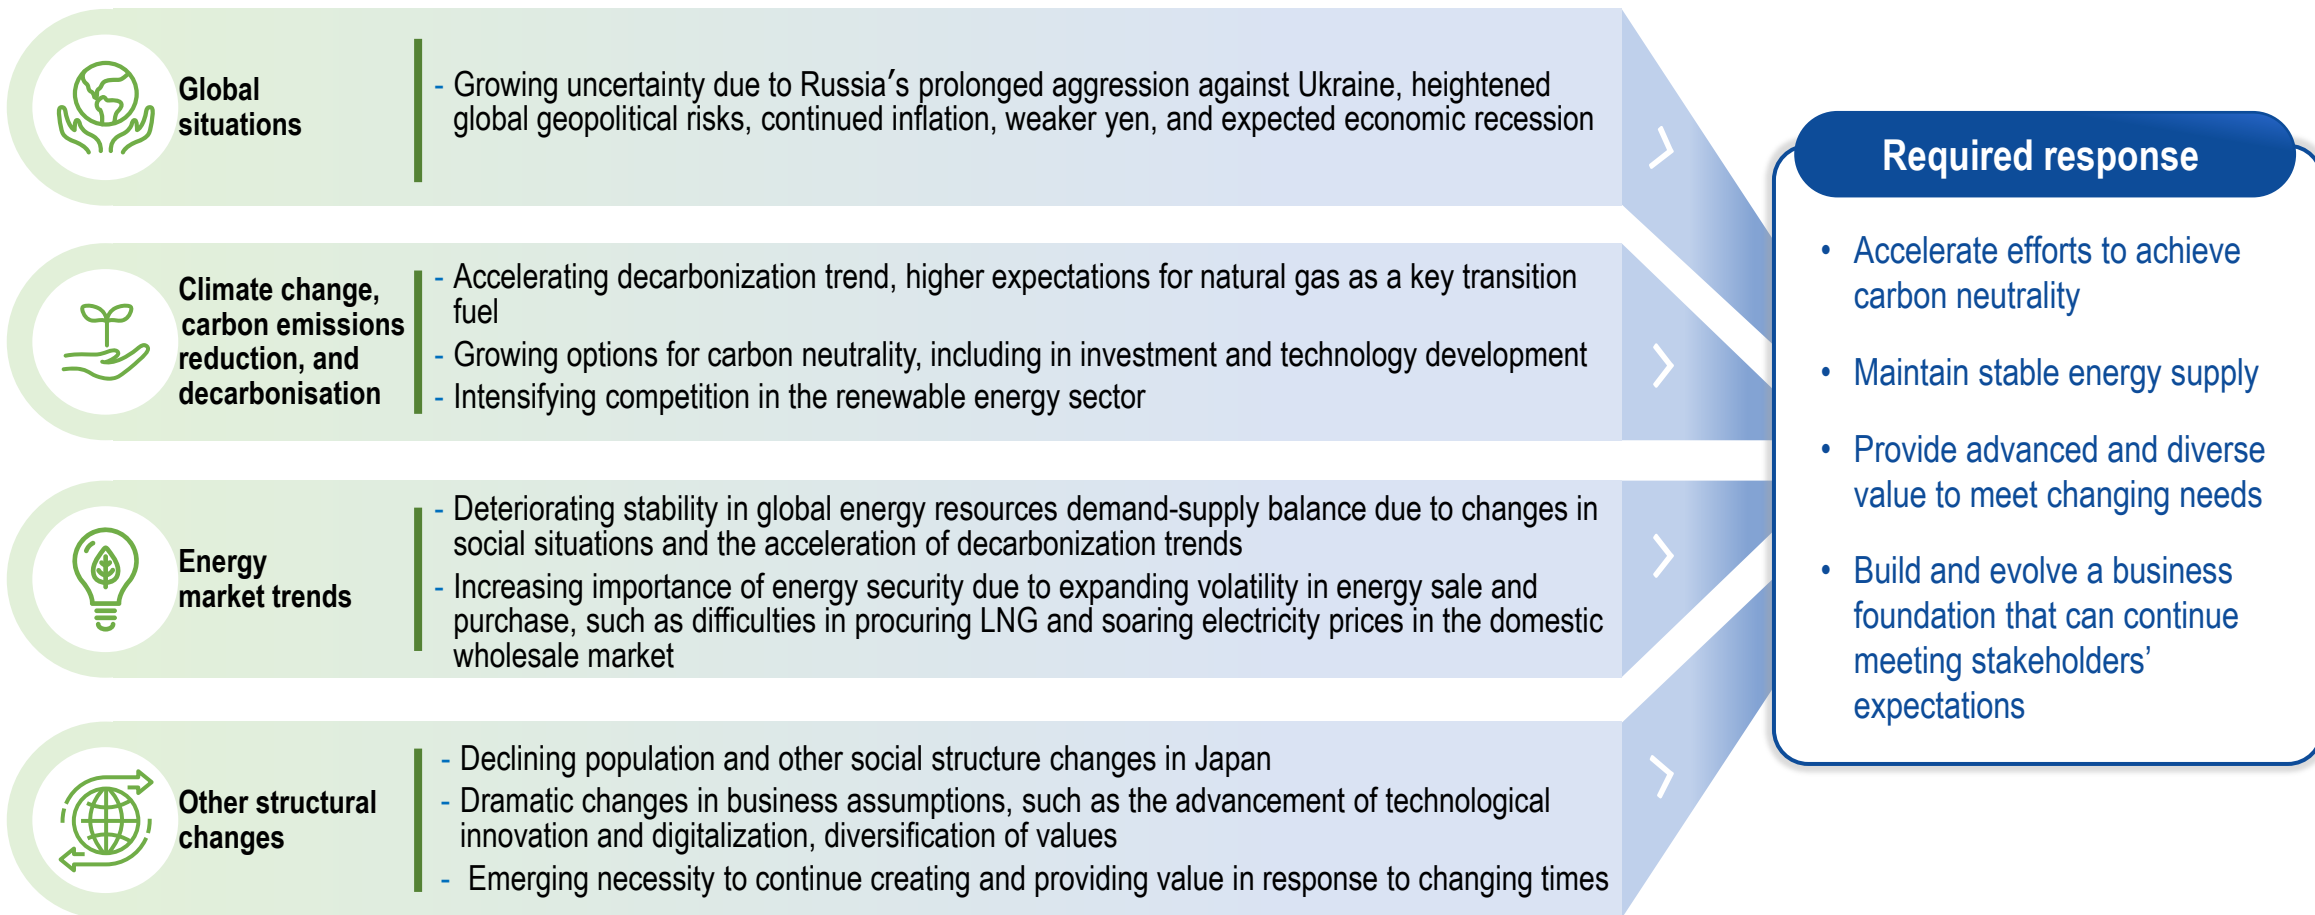 Global
situations
- Growing uncertainty due to Russia's prolonged aggression against Ukraine, heightened
global geopolitical risks, continued inflation, weaker yen, and expected economic recession
Climate change,
carbon emissions
reduction, and
decarbonisation
- Accelerating decarbonization trend, higher expectations for natural gas as a key transition
fuel
- Growing options for carbon neutrality, including in investment and technology development
- Intensifying competition in the renewable energy sector
Energy
market trends
- Deteriorating stability in global energy resources demand-supply balance due to changes in
social situations and the acceleration of decarbonization trends
- Increasing importance of energy security due to expanding volatility in energy sale and
purchase, such as difficulties in procuring LNG and soaring electricity prices in the domestic
wholesale market
Other structural
changes
- Declining population and other social structure changes in Japan
- Dramatic changes in business assumptions, such as the advancement of technological
innovation and digitalization, diversification of values
- Emerging necessity to continue creating and providing value in response to changing times
Required response
• Accelerate efforts to achieve
carbon neutrality
• Maintain stable energy supply
• Provide advanced and diverse
value to meet changing needs
• Build and evolve a business
foundation that can continue
meeting stakeholders’
expectations